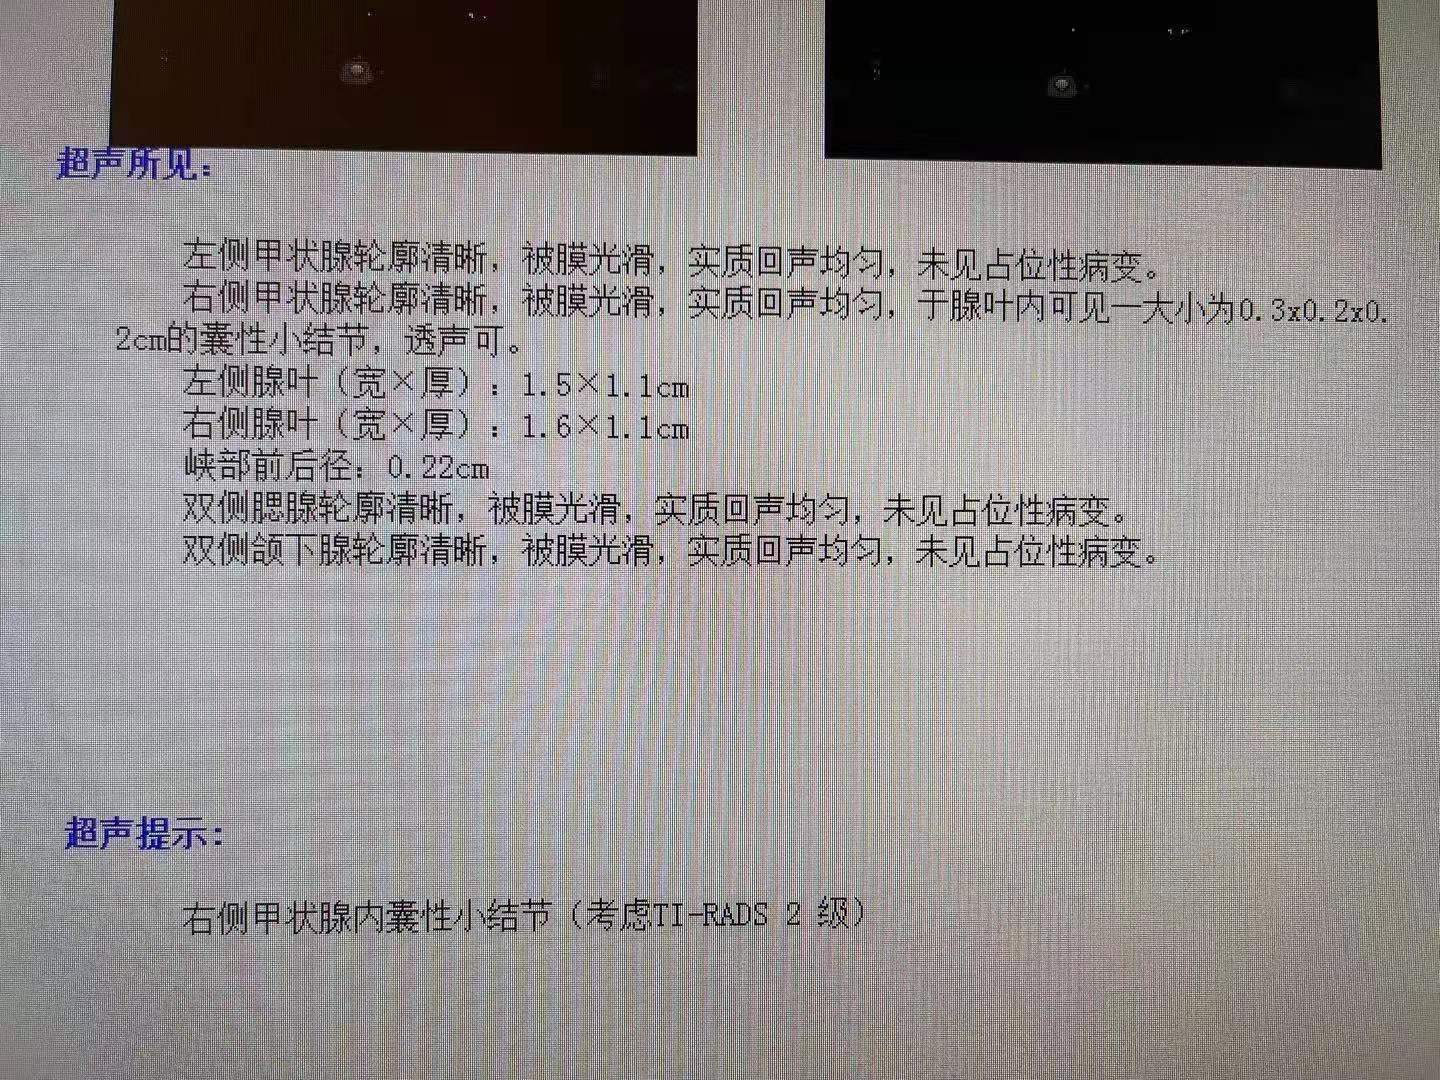 超声所见：
左侧甲状腺轮廓清晰，被膜光滑，实质回声均匀，未见占位性病变。
右侧甲状腺轮廓清晰，被膜光滑，实质回声均匀，于腺叶内可见一大小为0.3x0.2x0.
2cm的囊性小结节，透声可。
左侧腺叶（宽×厚）：1.5×1.1cm
右侧腺叶（宽×厚）：1.6×1.1cm
峡部前后径：0.22cm
双侧腮腺轮廓清晰，被膜光滑，实质回声均匀，未见占位性病变。
双侧颌下腺轮廓清晰，被膜光滑，实质回声均匀，未见占位性病变。
超声提示：
右侧甲状腺内囊性小结节（考虑TI-RADS 2 级）